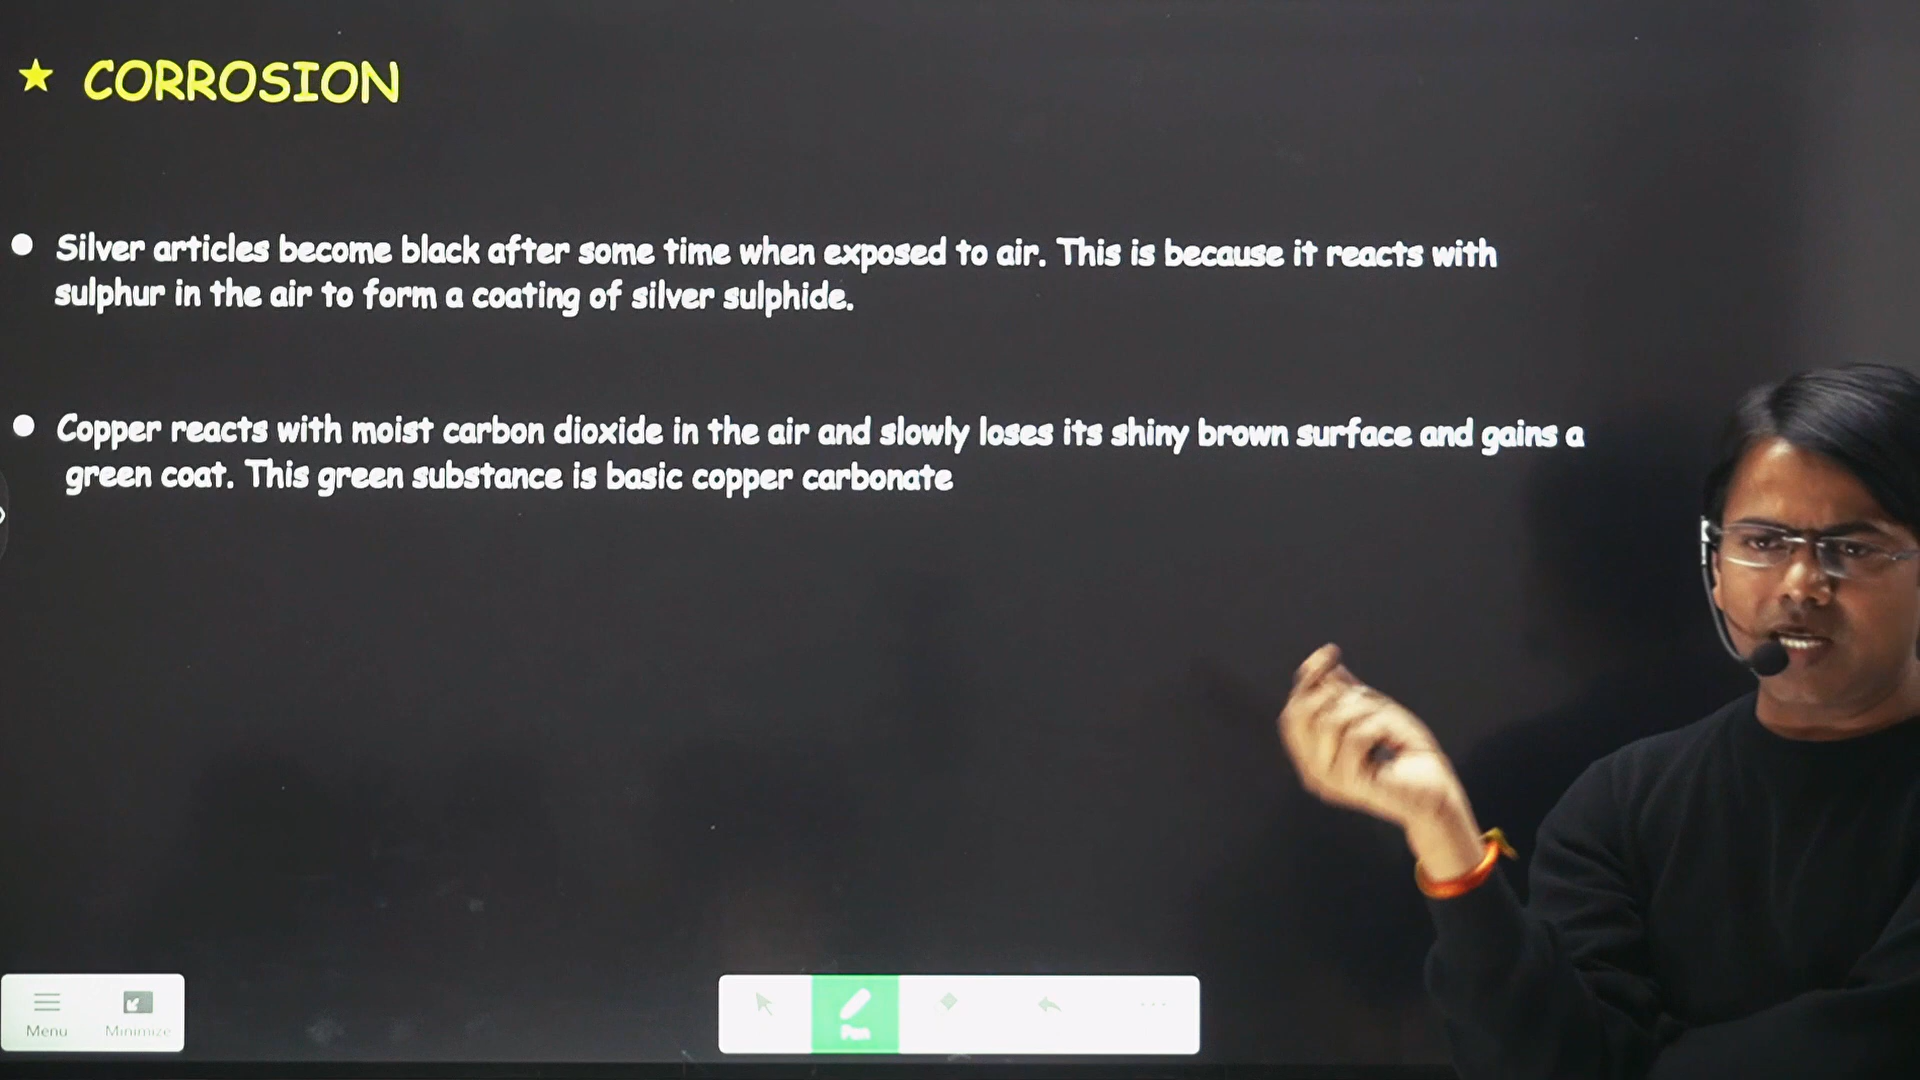 ★ CORROSION
● Silver articles become black after some time when exposed to air. This is because it reacts with
sulphur in the air to form a coating of silver sulphide.
● Copper reacts with moist carbon dioxide in the air and slowly loses its shiny brown surface and gains a
green coat. This green substance is basic copper carbonate
Menu
Minimize
Pen